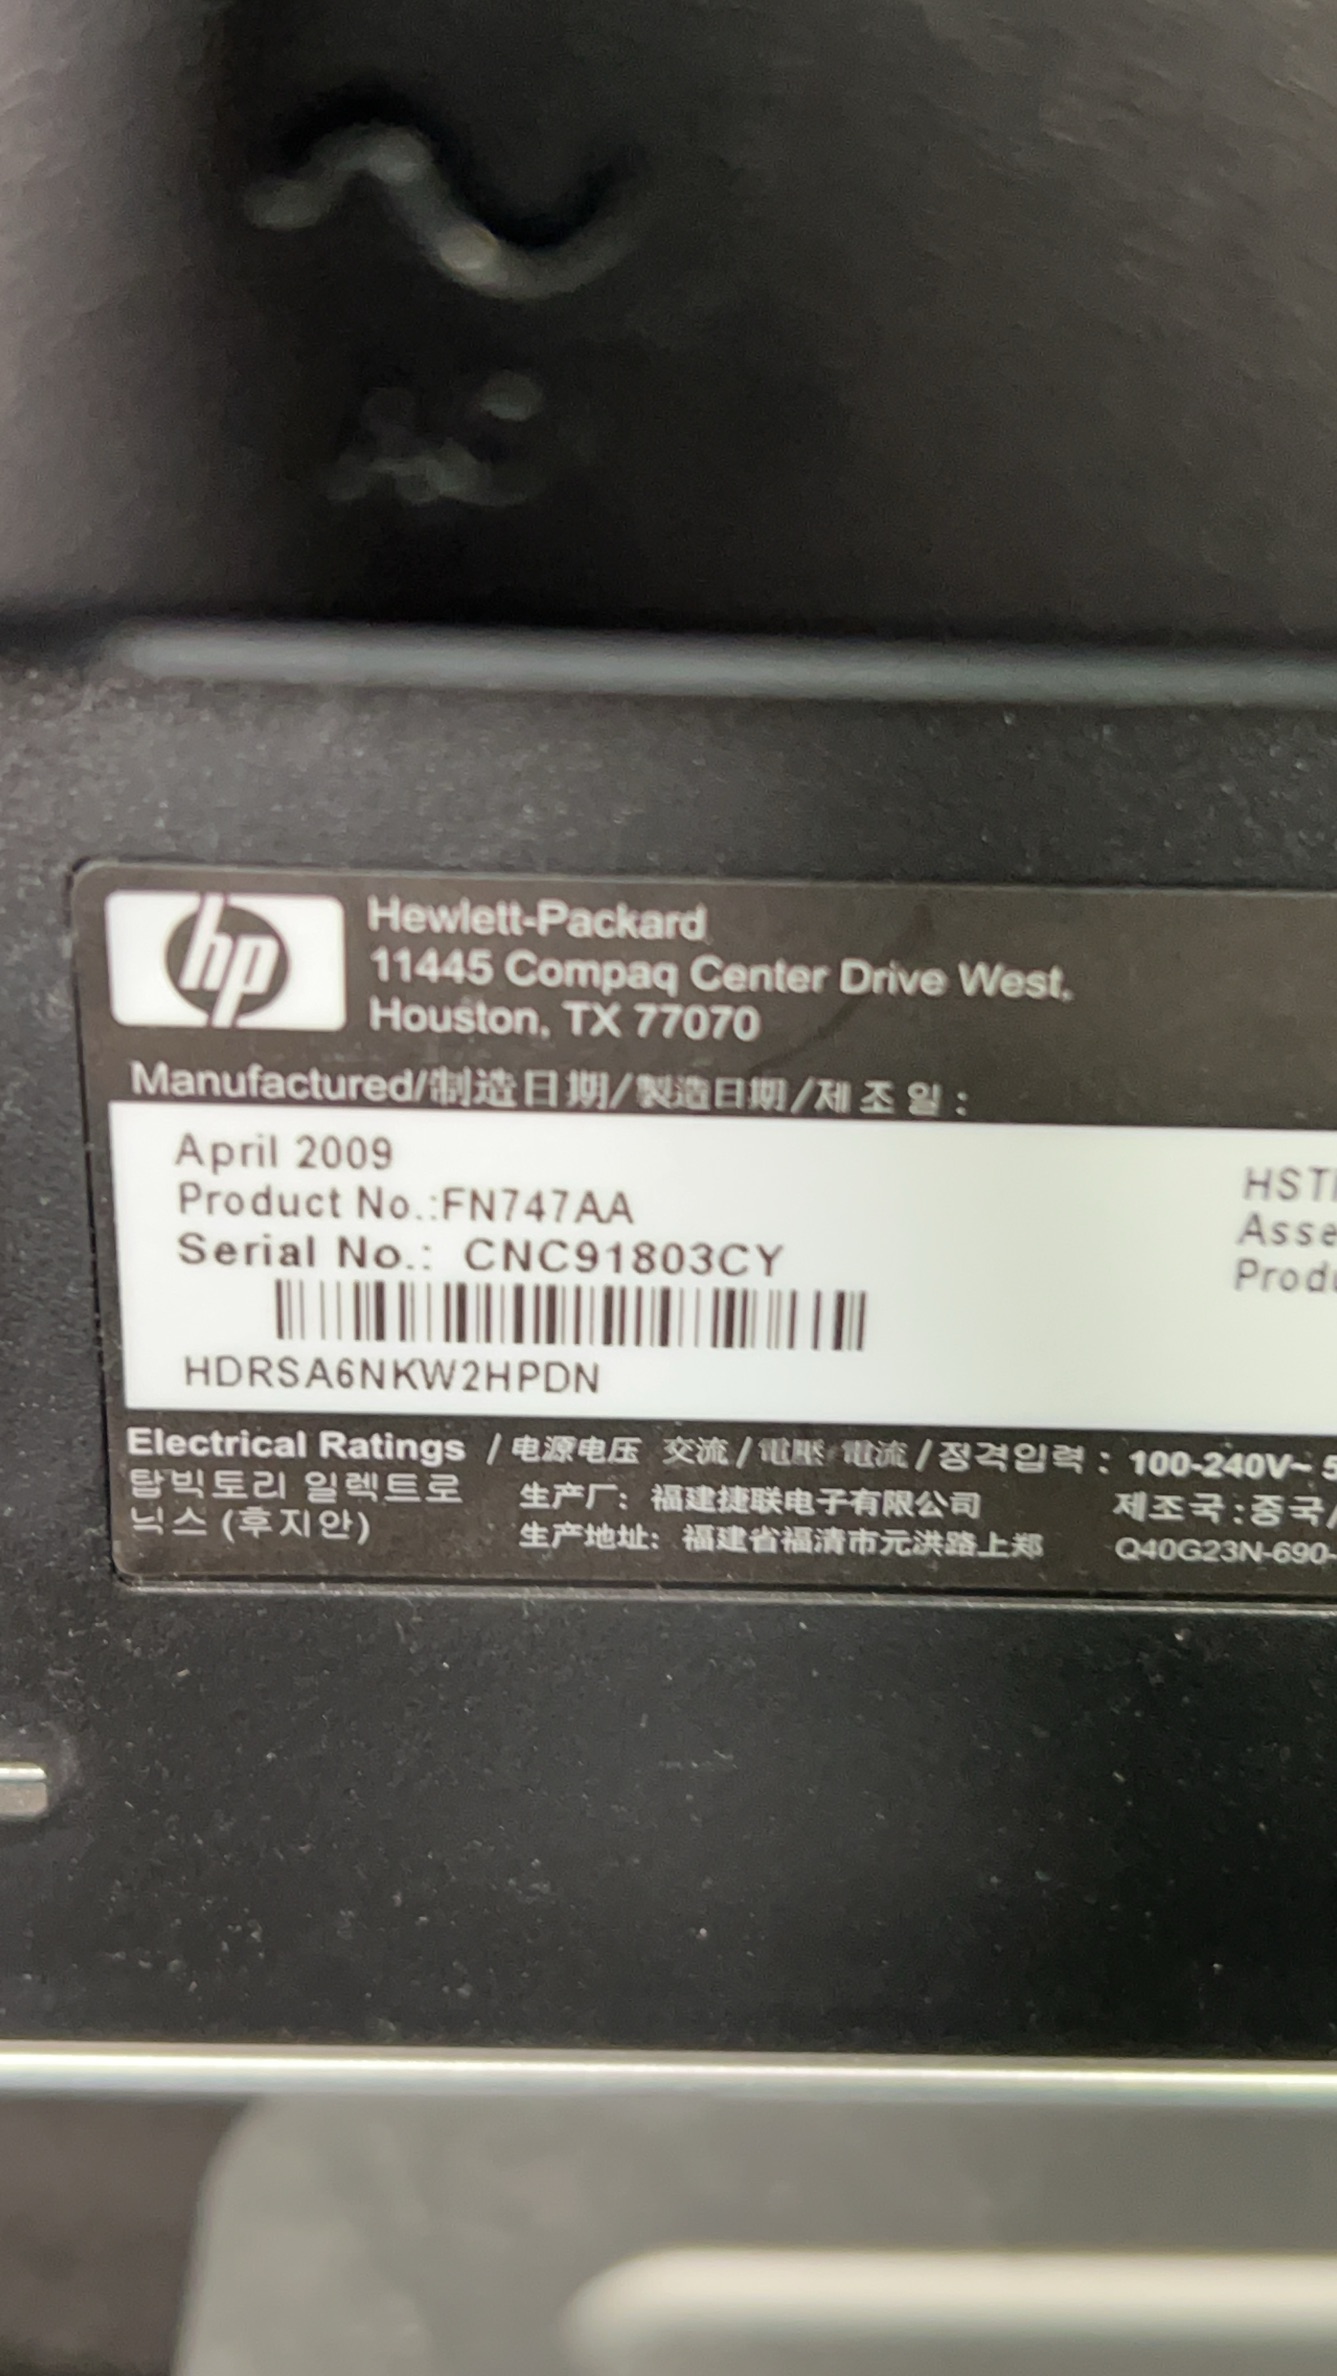 hp
Hewlett-Packard
11445 Compaq Center Drive West,
Houston, TX 77070
Manufactured/制造日期/製造日期/제조일:
April 2009
Product No.:FN747AA
Serial No.: CNC91803CY
HDRSA6NKW2HPDN
HST
Asse
Produ
Electrical Ratings /电源电压 交流/電壓 電流/정격입력: 100-240V~ 5
탑빅토리 일렉트로
닉스 (후지안)
生产厂: 福建捷联电子有限公司
生产地址: 福建省福清市元洪路上郑
제조국:중국/
Q40G23N-690-